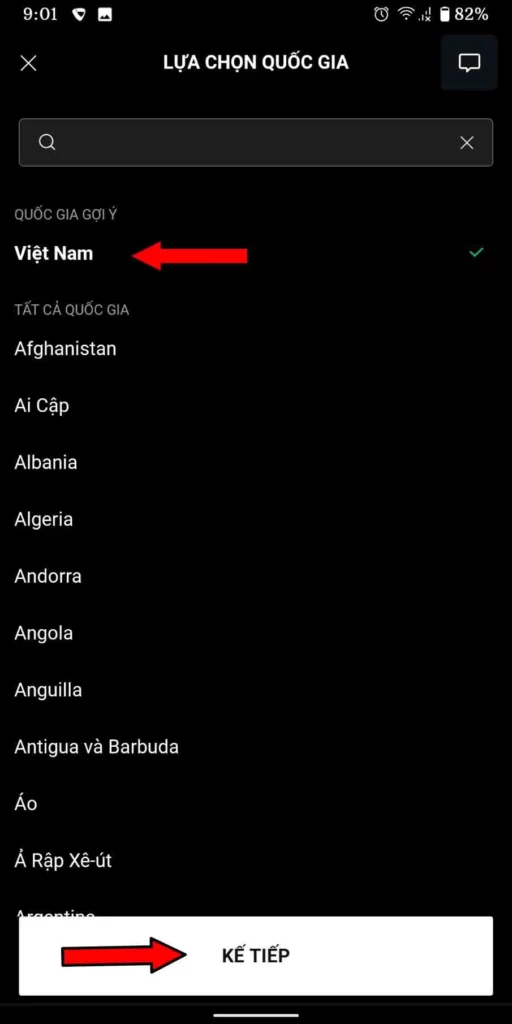 9:01
82%
LỰA CHỌN QUỐC GIA
QUỐC GIA GỢI Ý
Việt Nam
TẤT CẢ QUỐC GIA
Afghanistan
Ai Cập
Albania
Algeria
Andorra
Angola
Anguilla
Antigua và Barbuda
Áo
Ả Rập Xê-út
Argentina
KẾ TIẾP